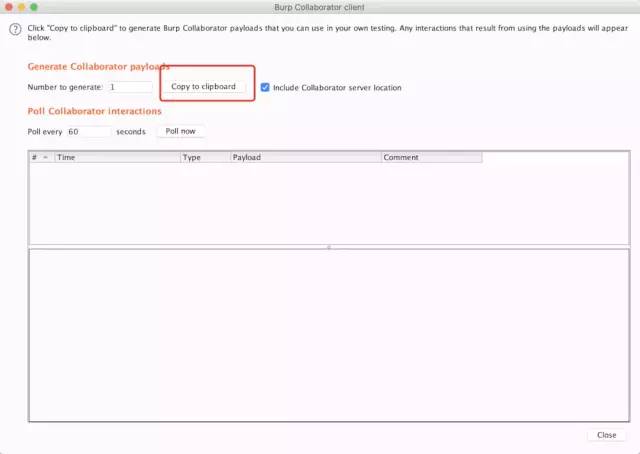 Burp Collaborator client
Click "Copy to clipboard" to generate Burp Collaborator payloads that you can use in your own testing. Any interactions that result from using the payloads will appear
below.
Generate Collaborator payloads
Number to generate: 1 Copy to clipboard Include Collaborator server location
Poll Collaborator interactions
Poll every 60 seconds Poll now
# Time Type Payload Comment
Close